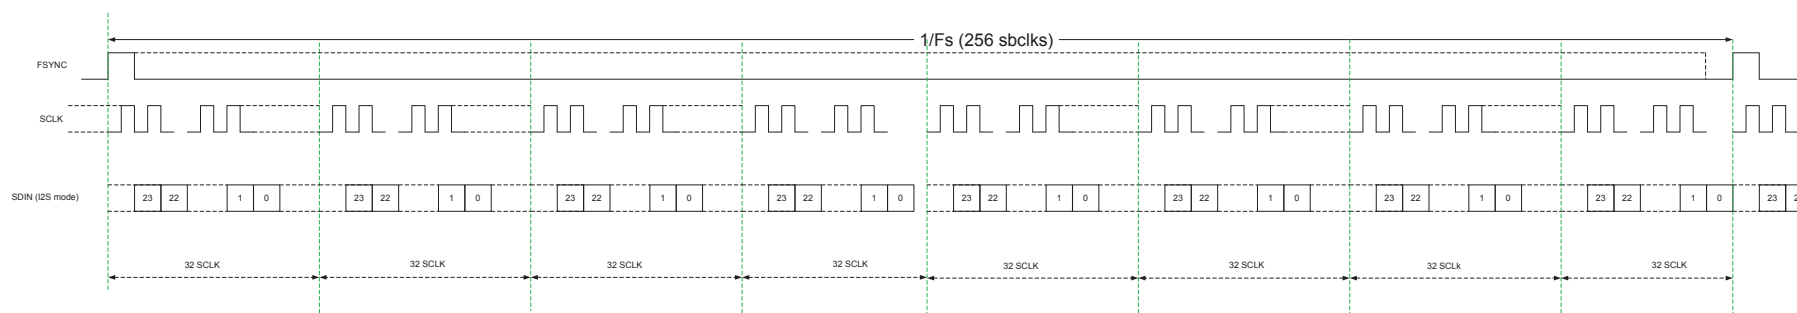 1/Fs (256 sbclks)
FSYNC
SCLK
SDIN (I2S mode) 23 22 1 0 23 22 1 0 23 22 1 0 23 22 1 0 23 22 1 0 23 22 1 0 23 22 1 0 23 22 1 0 23
32 SCLK 32 SCLK 32 SCLK 32 SCLK 32 SCLK 32 SCLK 32 SCLk 32 SCLK